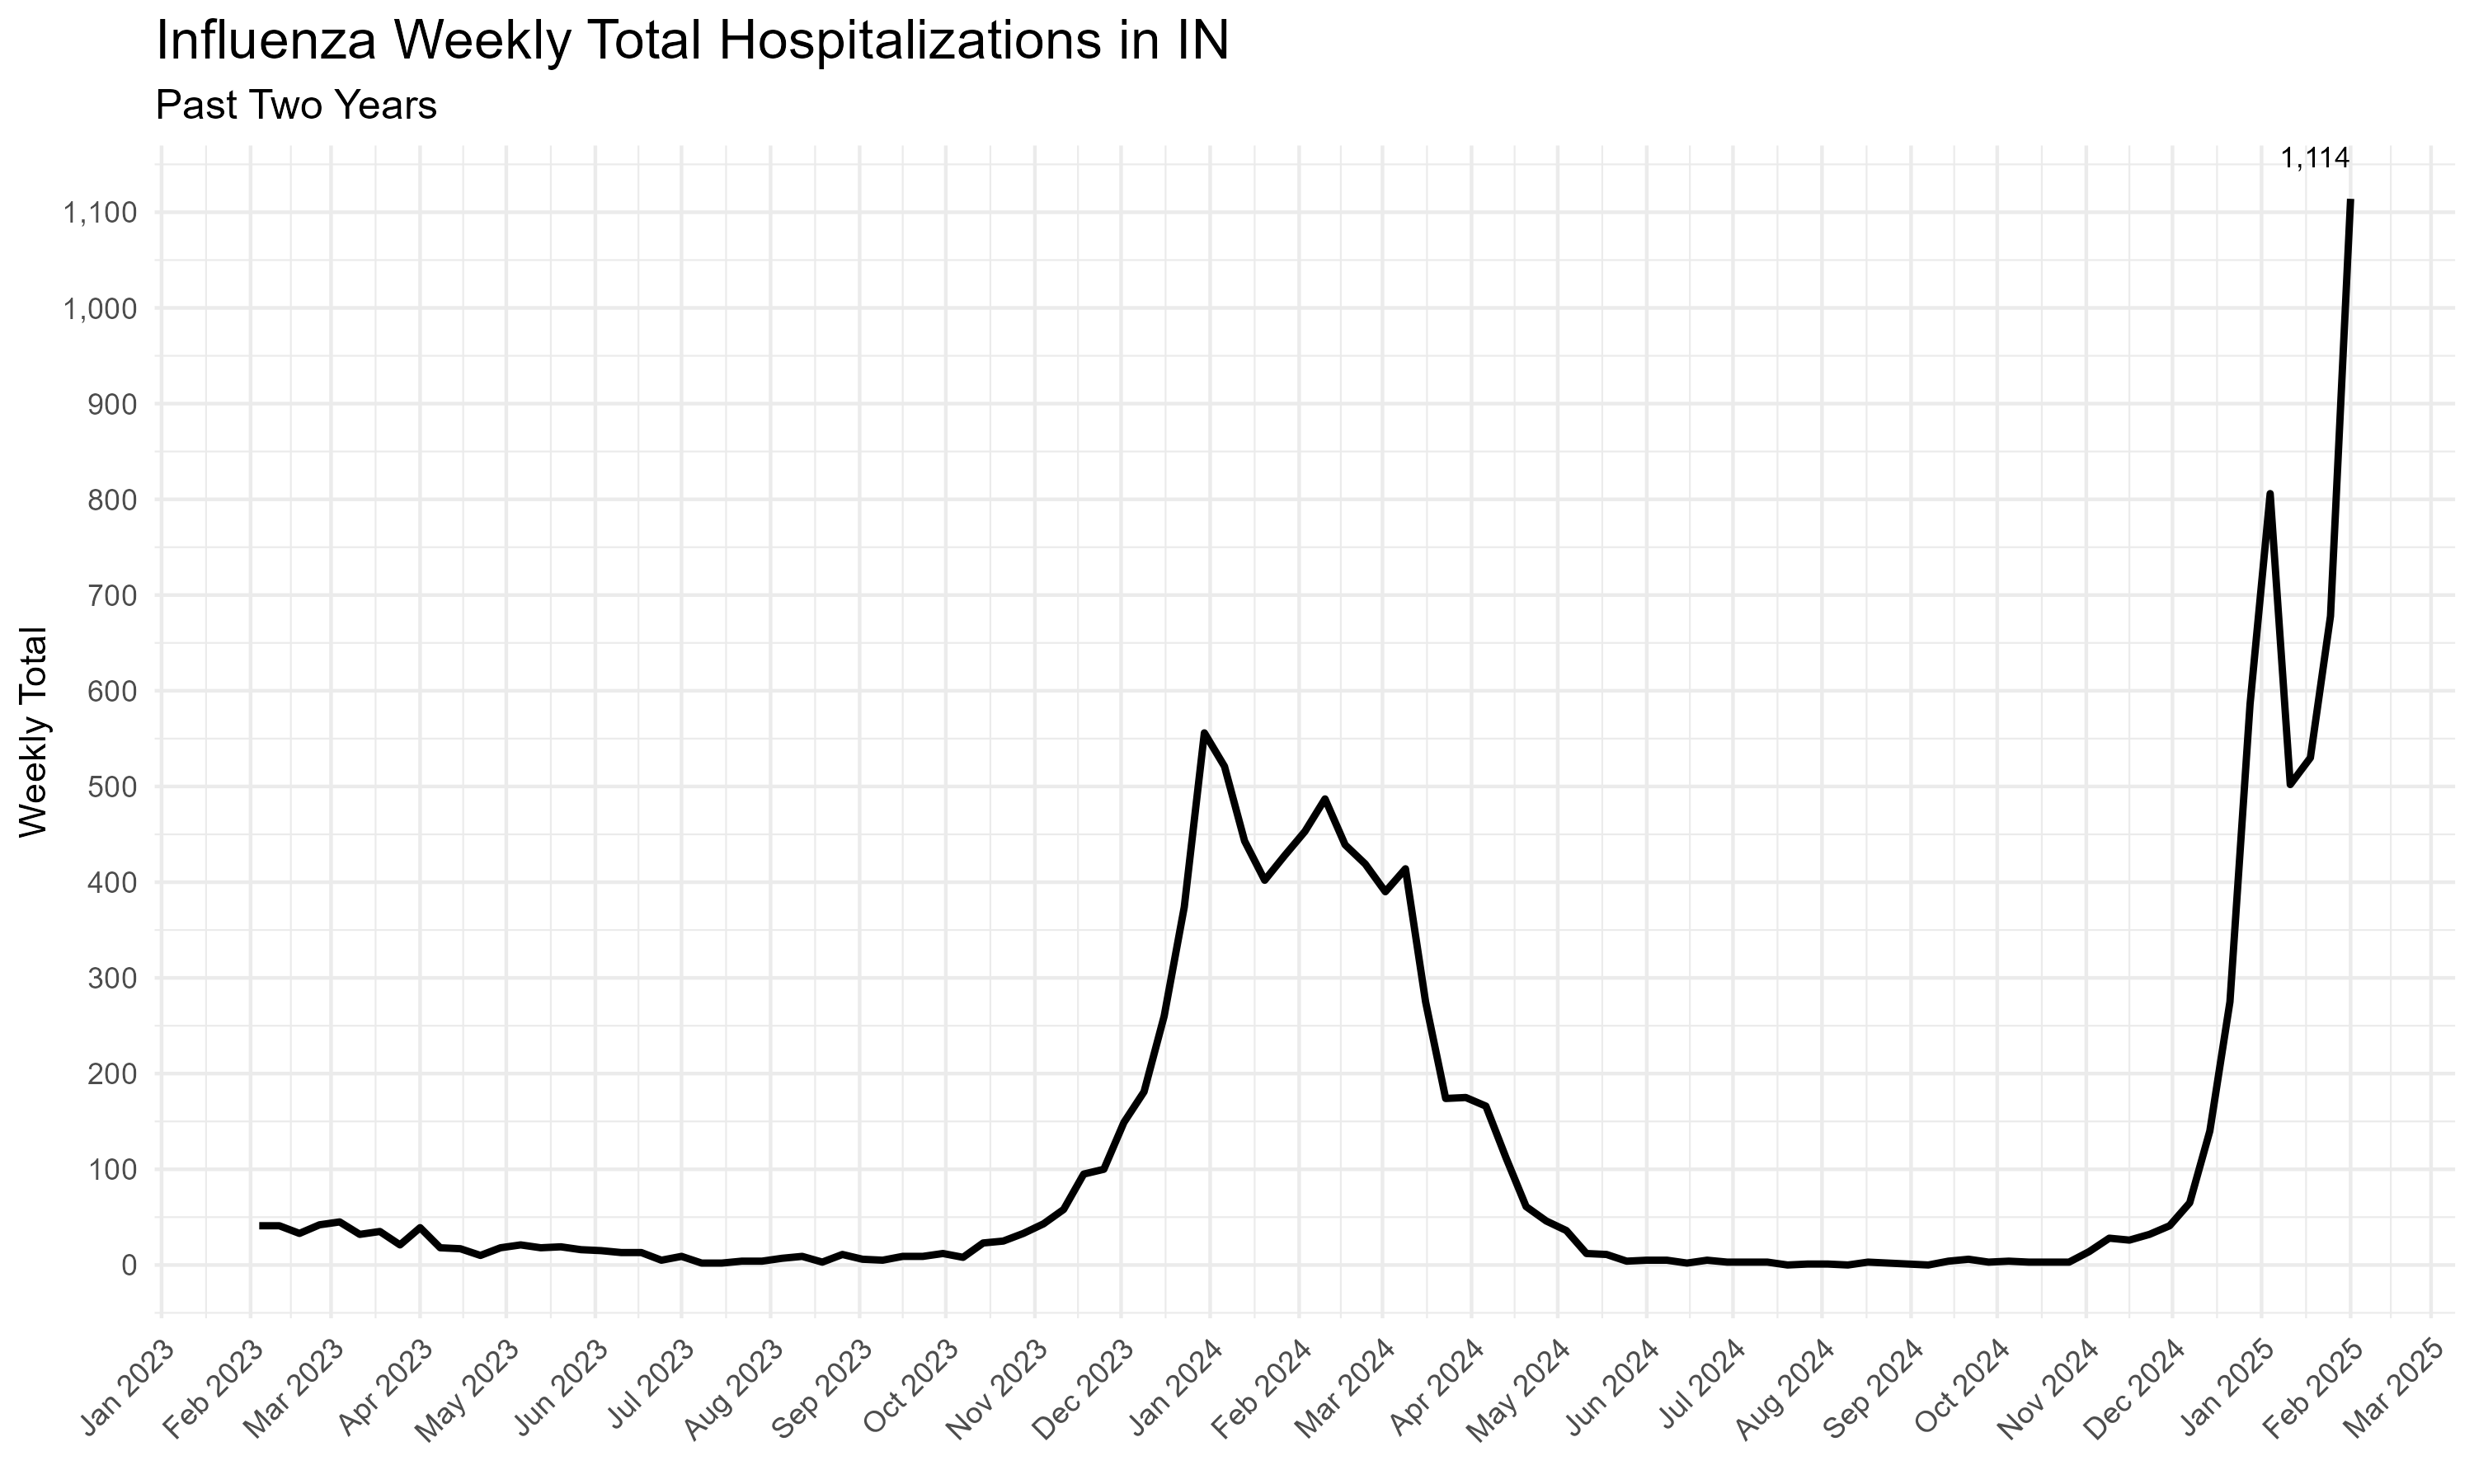 Influenza Weekly Total Hospitalizations in IN
Past Two Years
1,114
1,100
1,000
900
800
700
600
500
400
300
200
100
0
Weekly Total
Jan 2023
Feb 2023
Mar 2023
Apr 2023
May 2023
Jun 2023
Jul 2023
Aug 2023
Sep 2023
Oct 2023
Nov 2023
Dec 2023
Jan 2024
Feb 2024
Mar 2024
Apr 2024
May 2024
Jun 2024
Jul 2024
Aug 2024
Sep 2024
Oct 2024
Nov 2024
Dec 2024
Jan 2025
Feb 2025
Mar 2025